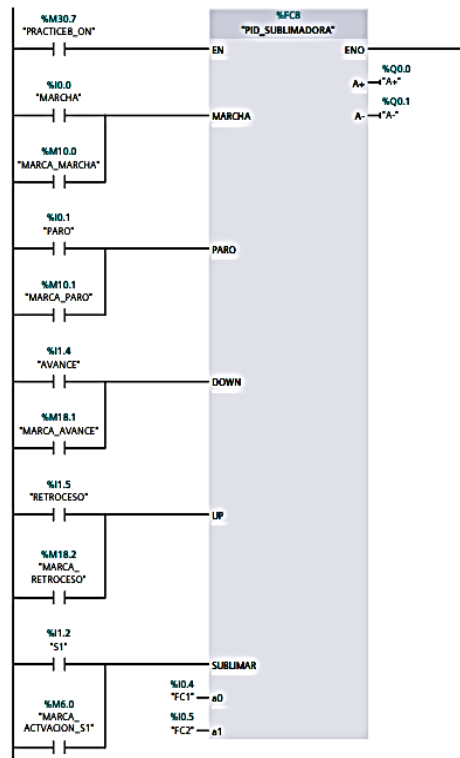 %M30.7
"PRACTICE8_ON"
%FC8
"PID_SUBLIMADORA"
EN
ENO
%Q0.0
A+
"A+"
%Q0.1
A-
"A-"
%I0.0
"MARCHA"
MARCHA
%M10.0
"MARCA_MARCHA"
%I0.1
"PARO"
PARO
%M10.1
"MARCA_PARO"
%I1.4
"AVANCE"
DOWN
%M18.1
"MARCA_AVANCE"
%I1.5
"RETROCESO"
UP
%M18.2
"MARCA_
RETROCESO"
%I1.2
"S1"
SUBLIMAR
%M6.0
"MARCA_
ACTVACION_S1"
%I0.4
"FC1"
a0
%I0.5
"FC2"
a1